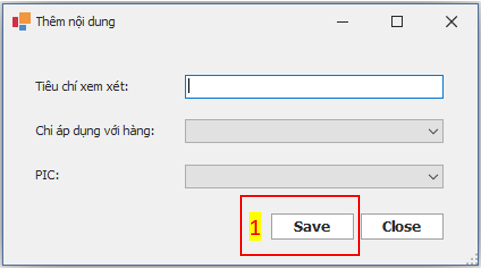 Thêm nội dung
Tiêu chí xem xét:
Chỉ áp dụng với hàng:
PIC:
1 Save Close